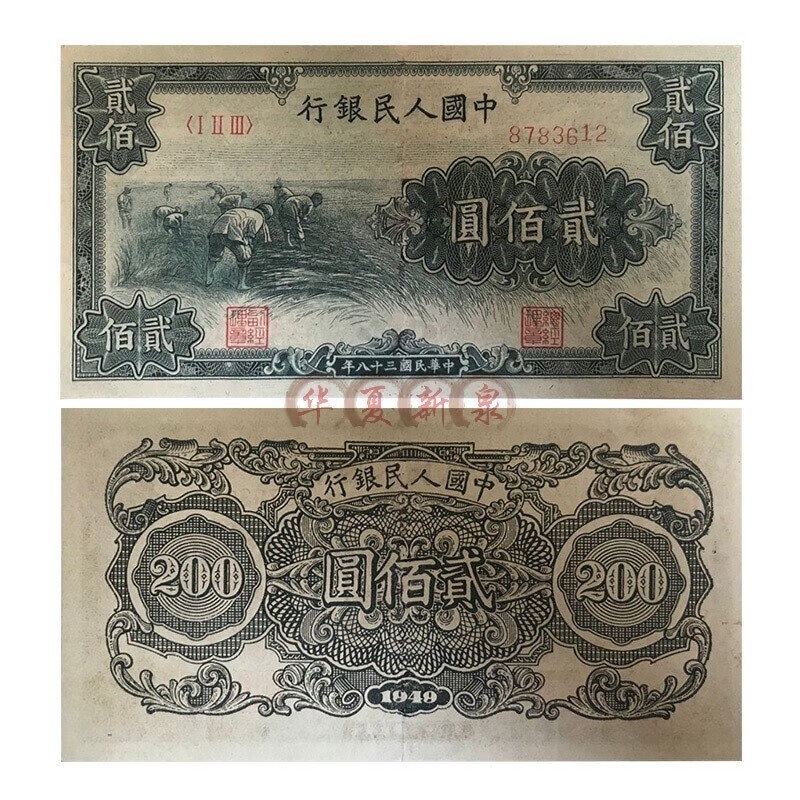 中國人民銀行
貳佰
貳佰
〈I II III〉
8783612
貳佰圓
貳佰
貳佰
中華民國三十八年
华夏新泉
中國人民銀行
200
貳佰圓
200
1949